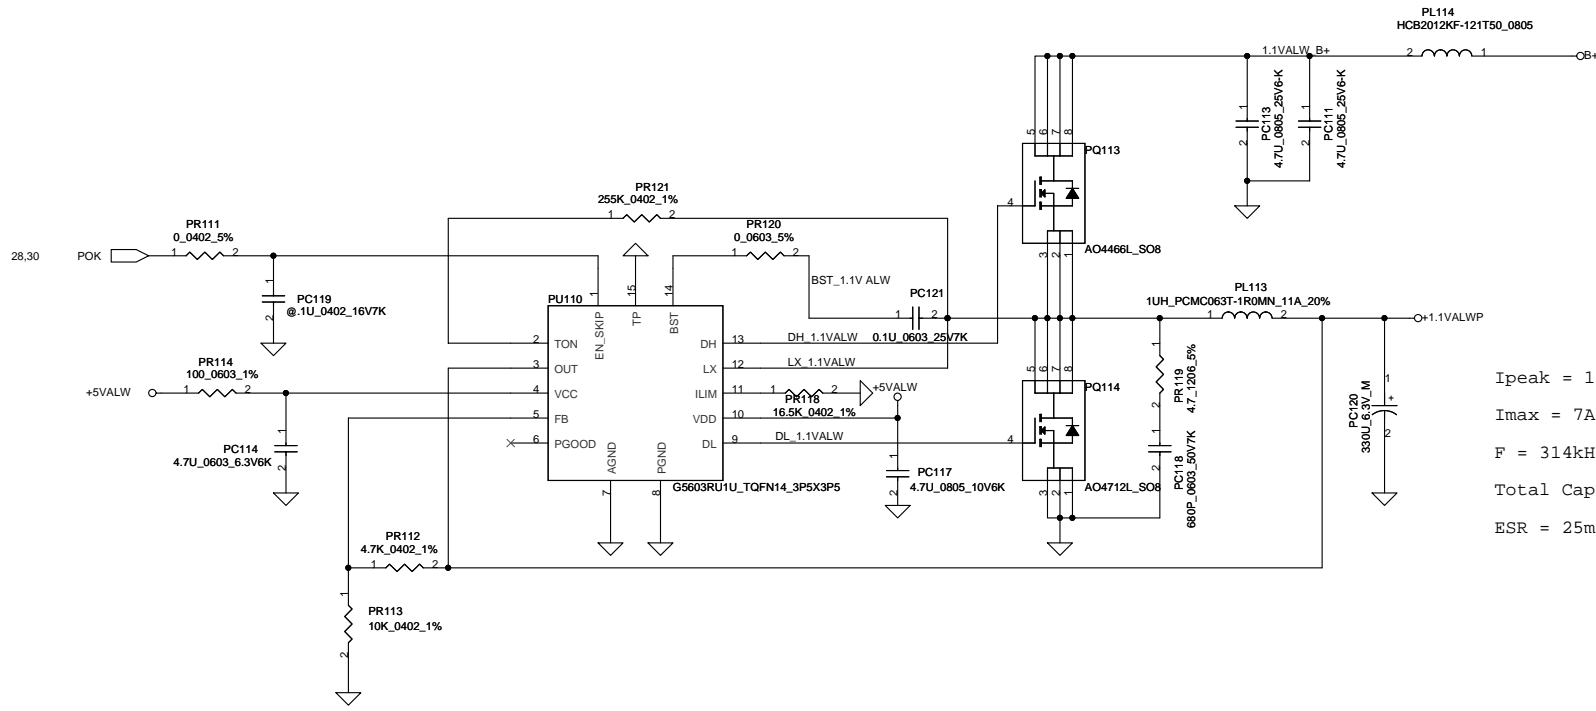 PL114
HCB2012KF-121T50_0805
1.1VALW_B+
2
1
B+
1
2
PC113
4.7U_0805_25V6-K
1
2
PC111
4.7U_0805_25V6-K
5
6
7
8
PQ113
4
AO4466L_SO8
3
2
1
PR121
255K_0402_1%
1
2
PR111
0_0402_5%
PR120
0_0603_5%
28,30
POK
1
2
1
2
BST_1.1V ALW
1
2
PC119
@.1U_0402_16V7K
PC121
1
2
0.1U_0603_25V7K
PL113
1UH_PCMC063T-1R0MN_11A_20%
1
2
+1.1VALWP
PU110
1
EN_SKIP
15
TP
14
BST
2
TON
3
OUT
4
VCC
5
FB
6
PGOOD
DH
13
LX
12
ILIM
11
VDD
10
DL
9
AGND
7
PGND
8
G5603RU1U_TQFN14_3P5X3P5
DH_1.1VALW
LX_1.1VALW
DL_1.1VALW
PR114
100_0603_1%
+5VALW
1
2
1
2
PC114
4.7U_0603_6.3V6K
1
2
PR118
16.5K_0402_1%
+5VALW
1
2
PC117
4.7U_0805_10V6K
5
6
7
8
PQ114
4
AO4712L_SO8
3
2
1
1
2
PR119
4.7_1206_5%
1
2
PC118
680P_0603_50V7K
1
+
2
PC120
330U_6.3V_M
Ipeak = 1
Imax = 7A
F = 314kH
Total Cap
ESR = 25m
PR112
4.7K_0402_1%
1
2
1
2
PR113
10K_0402_1%